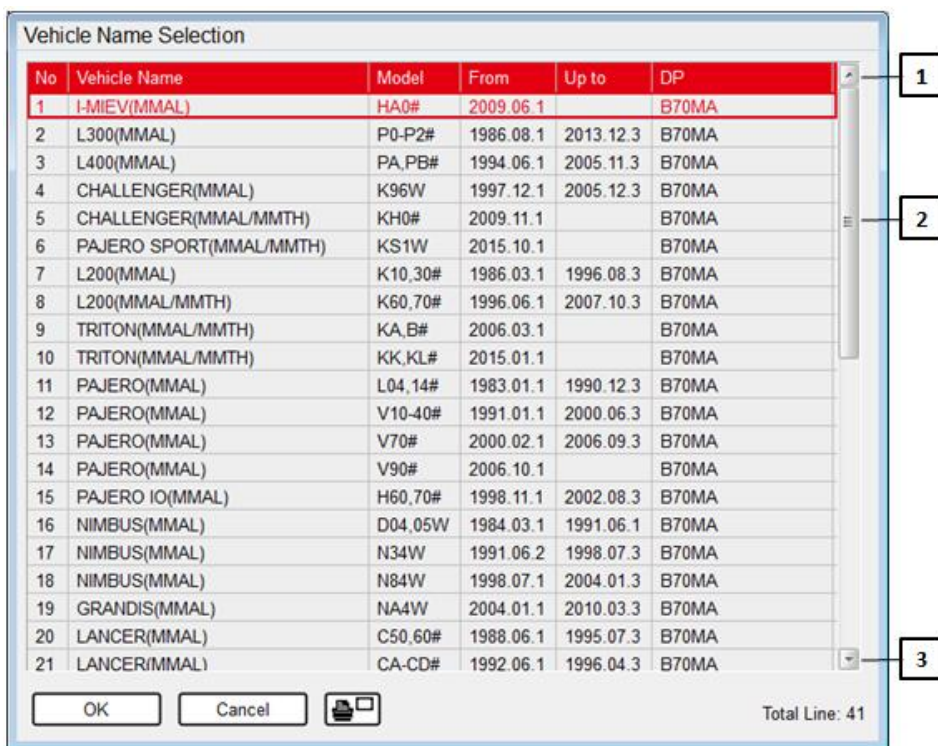 Vehicle Name Selection
No Vehicle Name Model From Up to DP
1 I-MIEV(MMAL) HA0# 2009.06.1 B70MA
2 L300(MMAL) P0-P2# 1986.08.1 2013.12.3 B70MA
3 L400(MMAL) PA,PB# 1994.06.1 2005.11.3 B70MA
4 CHALLENGER(MMAL) K96W 1997.12.1 2005.12.3 B70MA
5 CHALLENGER(MMAL/MMTH) KH0# 2009.11.1 B70MA
6 PAJERO SPORT(MMAL/MMTH) KS1W 2015.10.1 B70MA
7 L200(MMAL) K10,30# 1986.03.1 1996.08.3 B70MA
8 L200(MMAL/MMTH) K60,70# 1996.06.1 2007.10.3 B70MA
9 TRITON(MMAL/MMTH) KA,B# 2006.03.1 B70MA
10 TRITON(MMAL/MMTH) KK,KL# 2015.01.1 B70MA
11 PAJERO(MMAL) L04,14# 1983.01.1 1990.12.3 B70MA
12 PAJERO(MMAL) V10-40# 1991.01.1 2000.06.3 B70MA
13 PAJERO(MMAL) V70# 2000.02.1 2006.09.3 B70MA
14 PAJERO(MMAL) V90# 2006.10.1 B70MA
15 PAJERO IO(MMAL) H60,70# 1998.11.1 2002.08.3 B70MA
16 NIMBUS(MMAL) D04,05W 1984.03.1 1991.06.1 B70MA
17 NIMBUS(MMAL) N34W 1991.06.2 1998.07.3 B70MA
18 NIMBUS(MMAL) N84W 1998.07.1 2004.01.3 B70MA
19 GRANDIS(MMAL) NA4W 2004.01.1 2010.03.3 B70MA
20 LANCER(MMAL) C50,60# 1988.06.1 1995.07.3 B70MA
21 LANCER(MMAL) CA-CD# 1992.06.1 1996.04.3 B70MA
OK Cancel Total Line: 41
1
2
3